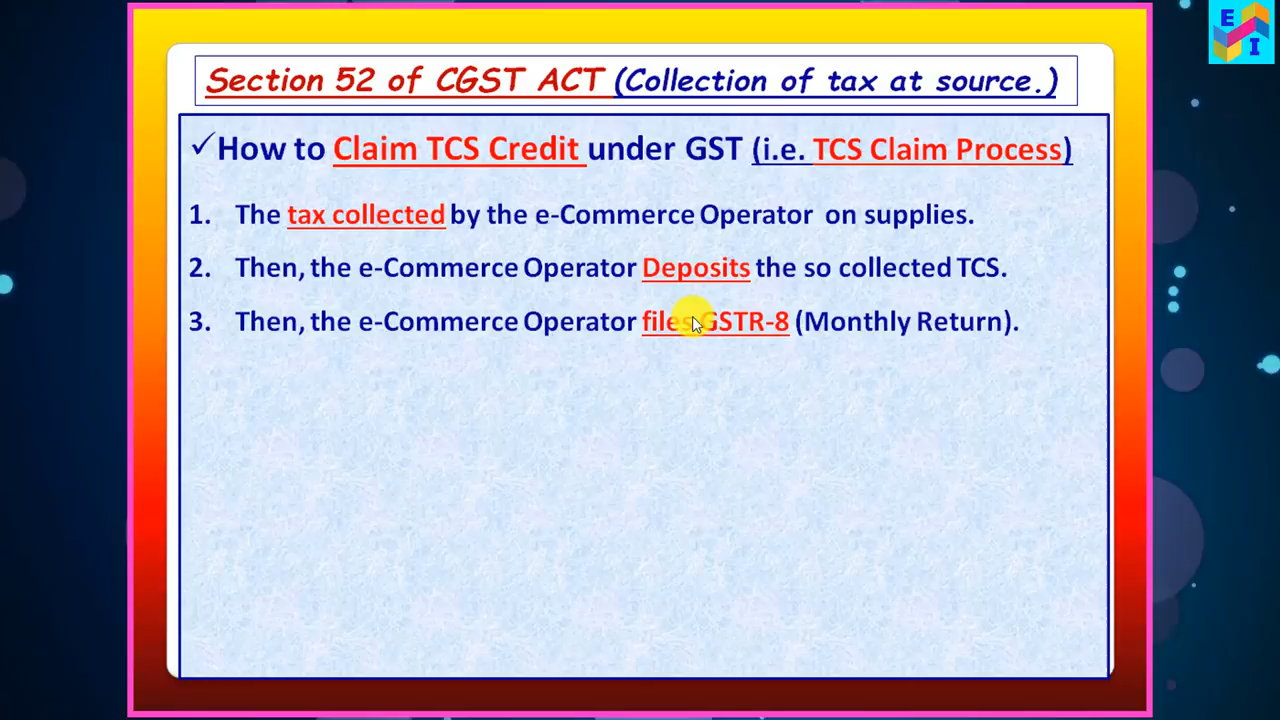 E
I
Section 52 of CGST ACT (Collection of tax at source.)
✓How to Claim TCS Credit under GST (i.e. TCS Claim Process)
1. The tax collected by the e-Commerce Operator on supplies.
2. Then, the e-Commerce Operator Deposits the so collected TCS.
3. Then, the e-Commerce Operator files GSTR-8 (Monthly Return).